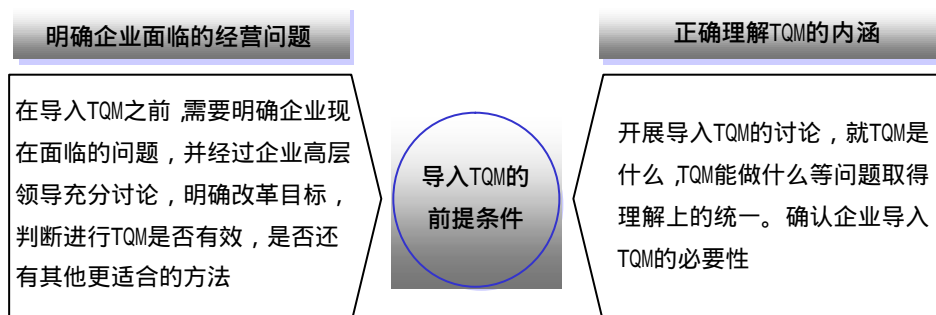 明确企业面临的经营问题
在导入TQM之前,需要明确企业现
在面临的问题，并经过企业高层
领导充分讨论，明确改革目标，
判断进行TQM是否有效，是否还
有其他更适合的方法
导入TQM的
前提条件
正确理解TQM的内涵
开展导入TQM的讨论，就TQM是
什么,TQM能做什么等问题取得
理解上的统一。确认企业导入
TQM的必要性